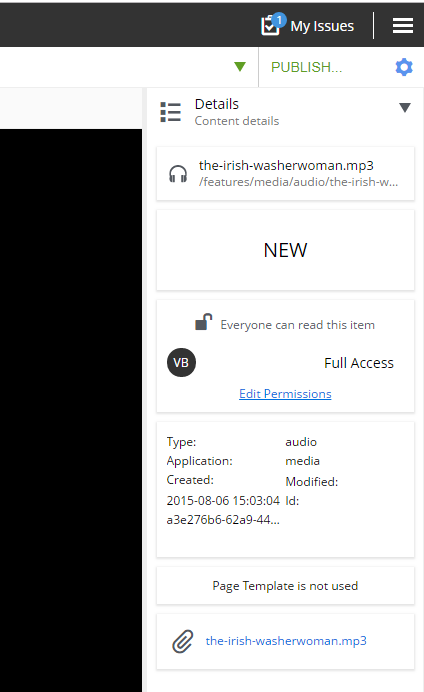 1
My Issues
PUBLISH...
Details
Content details
the-irish-washerwoman.mp3
/features/media/audio/the-irish-w...
NEW
Everyone can read this item
VB
Full Access
Edit Permissions
Type: audio
Application: media
Created: Modified:
2015-08-06 15:03:04 Id:
a3e276b6-62a9-44...
Page Template is not used
the-irish-washerwoman.mp3